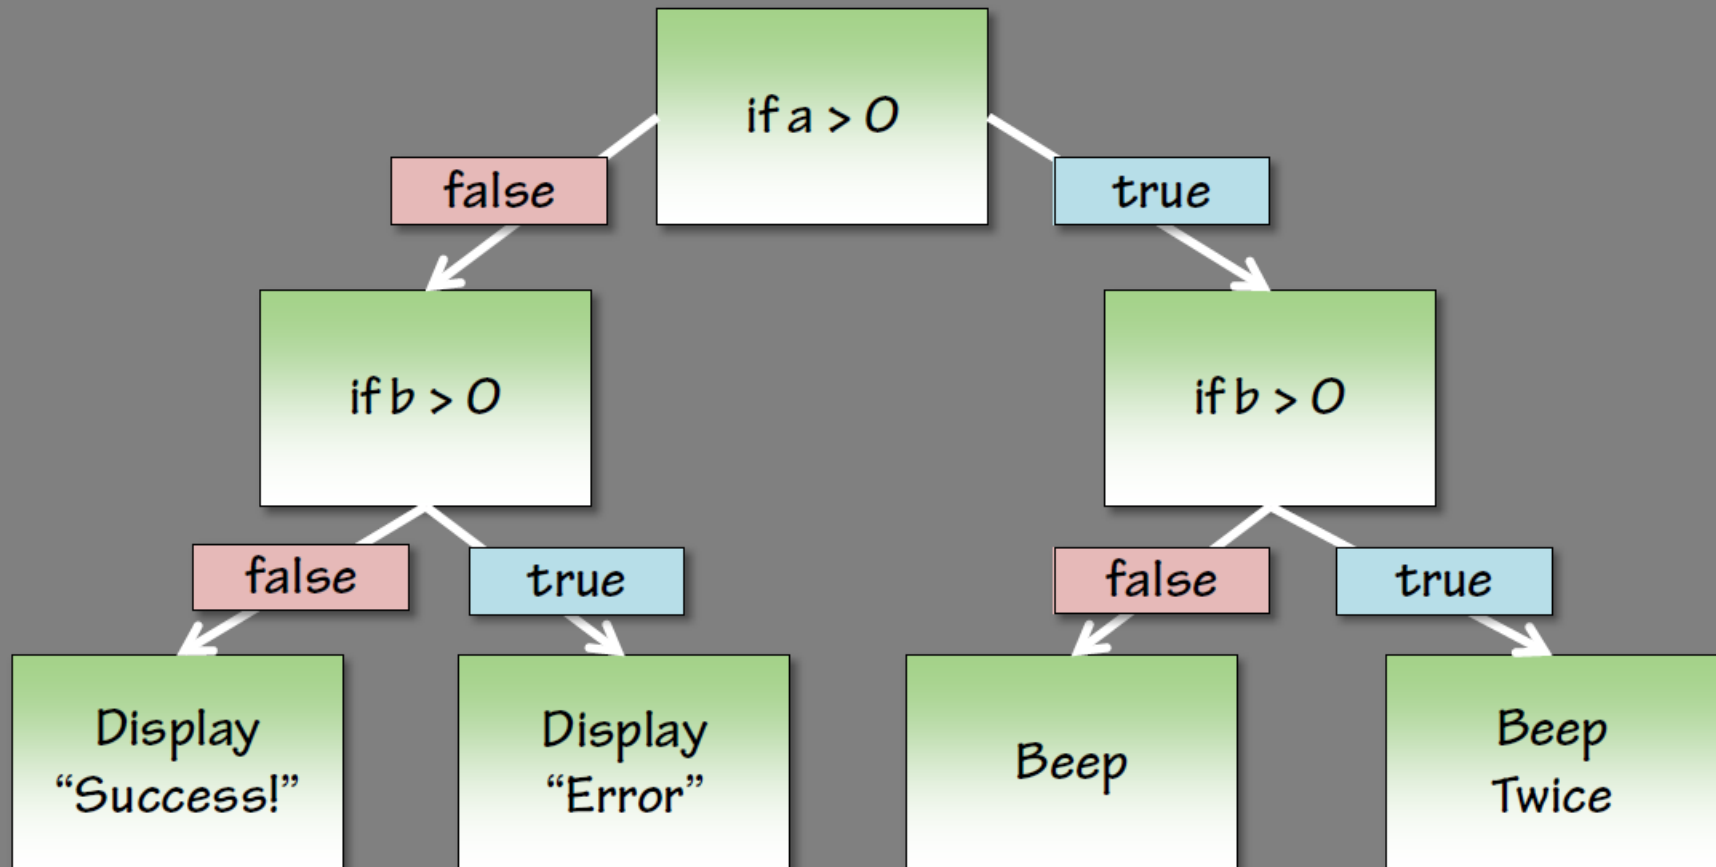 if a > 0
false
true
if b > 0
if b > 0
false
true
false
true
Display
“Success!”
Display
“Error”
Beep
Beep
Twice